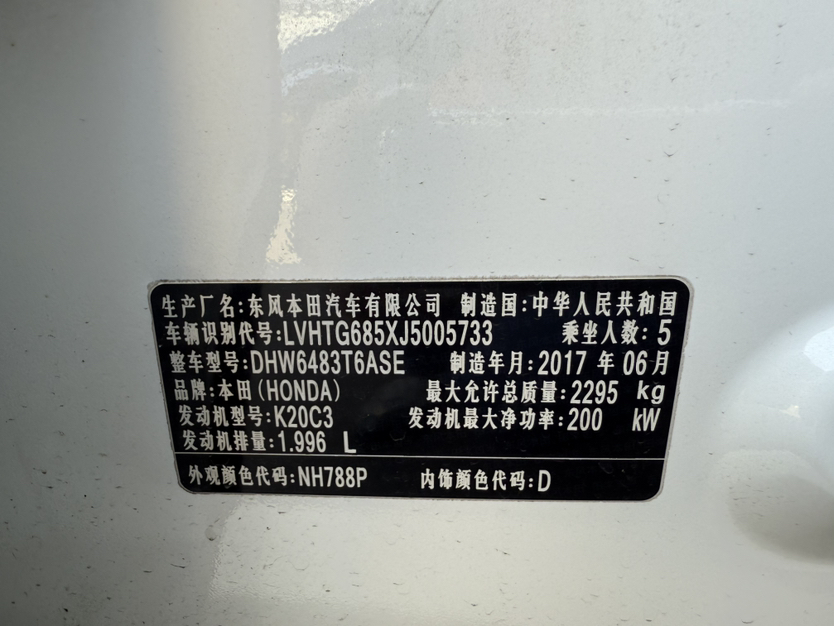 生产厂名:东风本田汽车有限公司 制造国:中华人民共和国
车辆识别代号:LVHTG685XJ5005733 乘坐人数:5
整车型号:DHW6483T6ASE 制造年月:2017 年 06月
品牌:本田(HONDA) 最大允许总质量:2295 kg
发动机型号:K20C3 发动机最大净功率:200 kW
发动机排量:1.996 L
外观颜色代码:NH788P 内饰颜色代码:D